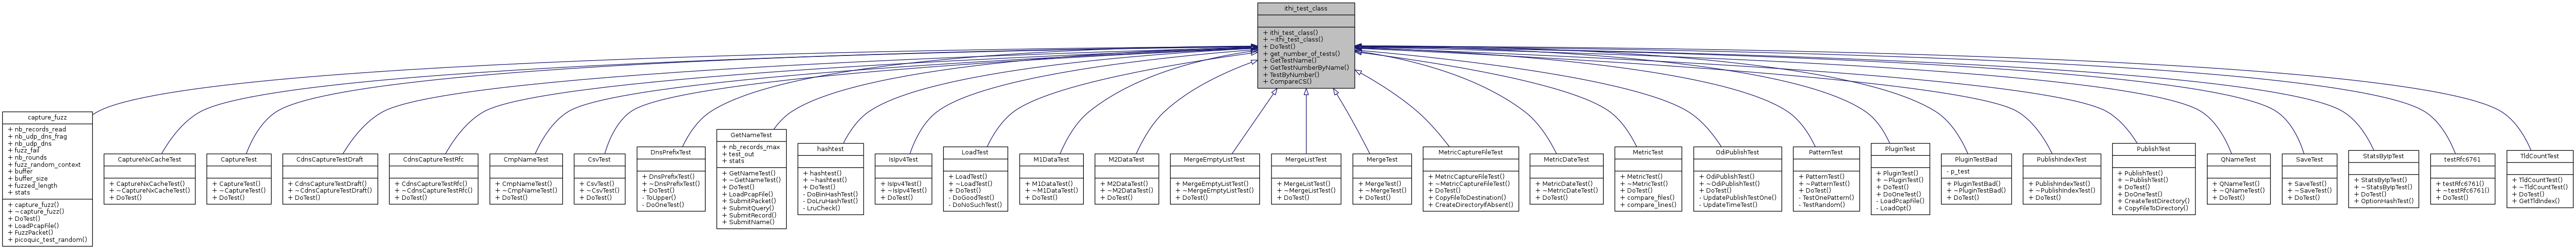 ithi_test_class
+ ithi_test_class()
+ ~ithi_test_class()
+ DoTest()
+ get_number_of_tests()
+ GetTestName()
+ GetTestNumberByName()
+ TestByNumber()
+ CompareCS()
capture_fuzz
+ nb_records_read
+ nb_udp_dns_frag
+ nb_udp_dns
+ fuzz_fail
+ nb_rounds
+ fuzz_random_context
+ buffer
+ buffer_size
+ fuzzed_length
+ stats
+ capture_fuzz()
+ ~capture_fuzz()
+ DoTest()
+ LoadPcapFile()
+ FuzzPacket()
+ picoquic_test_random()
CaptureNxCacheTest
+ CaptureNxCacheTest()
+ ~CaptureNxCacheTest()
+ DoTest()
CaptureTest
+ CaptureTest()
+ ~CaptureTest()
+ DoTest()
CdnsCaptureTestDraft
+ CdnsCaptureTestDraft()
+ ~CdnsCaptureTestDraft()
+ DoTest()
CdnsCaptureTestRfc
+ CdnsCaptureTestRfc()
+ ~CdnsCaptureTestRfc()
+ DoTest()
CmpNameTest
+ CmpNameTest()
+ ~CmpNameTest()
+ DoTest()
CsvTest
+ CsvTest()
+ ~CsvTest()
+ DoTest()
DnsPrefixTest
+ DnsPrefixTest()
+ ~DnsPrefixTest()
+ DoTest()
- ToUpper()
- DoOneTest()
GetNameTest
+ nb_records_max
+ test_out
+ stats
+ GetNameTest()
+ ~GetNameTest()
+ DoTest()
+ LoadPcapFile()
+ SubmitPacket()
+ SubmitQuery()
+ SubmitRecord()
+ SubmitName()
hashtest
+ hashtest()
+ ~hashtest()
+ DoTest()
- DoBinHashTest()
- DoLruHashTest()
- LruCheck()
IsIpv4Test
+ IsIpv4Test()
+ ~IsIpv4Test()
+ DoTest()
LoadTest
+ LoadTest()
+ ~LoadTest()
+ DoTest()
- DoGoodTest()
- DoNoSuchTest()
M1DataTest
+ M1DataTest()
+ ~M1DataTest()
+ DoTest()
M2DataTest
+ M2DataTest()
+ ~M2DataTest()
+ DoTest()
MergeEmptyListTest
+ MergeEmptyListTest()
+ ~MergeEmptyListTest()
+ DoTest()
MergeListTest
+ MergeListTest()
+ ~MergeListTest()
+ DoTest()
MergeTest
+ MergeTest()
+ ~MergeTest()
+ DoTest()
MetricCaptureFileTest
+ MetricCaptureFileTest()
+ ~MetricCaptureFileTest()
+ DoTest()
+ CopyFileToDestination()
+ CreateDirectoryIfAbsent()
MetricDateTest
+ MetricDateTest()
+ ~MetricDateTest()
+ DoTest()
MetricTest
+ MetricTest()
+ ~MetricTest()
+ DoTest()
+ compare_files()
+ compare_lines()
OdiPublishTest
+ OdiPublishTest()
+ ~OdiPublishTest()
+ DoTest()
- UpdatePublishTestOne()
- UpdateTimeTest()
PatternTest
+ PatternTest()
+ ~PatternTest()
+ DoTest()
- TestOnePattern()
- TestRandom()
PluginTest
+ PluginTest()
+ ~PluginTest()
+ DoTest()
+ DoOneTest()
- LoadPcapFile()
- LoadOpt()
PluginTestBad
- p_test
+ PluginTestBad()
+ ~PluginTestBad()
+ DoTest()
PublishIndexTest
+ PublishIndexTest()
+ ~PublishIndexTest()
+ DoTest()
PublishTest
+ PublishTest()
+ ~PublishTest()
+ DoTest()
+ DoOneTest()
+ CreateTestDirectory()
+ CopyFileToDirectory()
QNameTest
+ QNameTest()
+ ~QNameTest()
+ DoTest()
SaveTest
+ SaveTest()
+ ~SaveTest()
+ DoTest()
StatsByIpTest
+ StatsByIpTest()
+ ~StatsByIpTest()
+ DoTest()
+ OptionHashTest()
testRfc6761
+ testRfc6761()
+ ~testRfc6761()
+ DoTest()
TldCountTest
+ TldCountTest()
+ ~TldCountTest()
+ DoTest()
+ GetTldIndex()